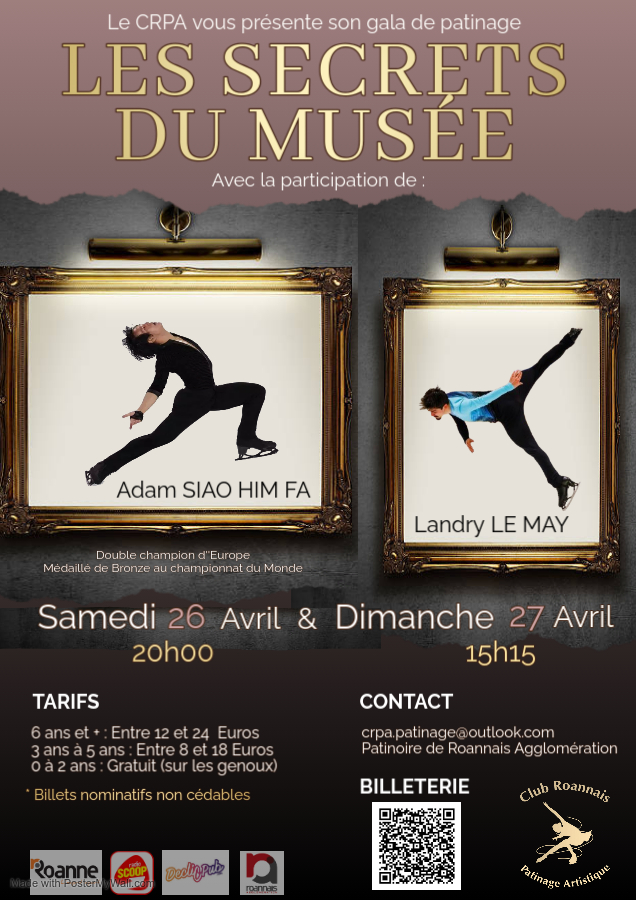 Le CRPA vous présente son gala de patinage
LES SECRETS
DU MUSÉE
Avec la participation de :
Adam SIAO HIM FA
Landry LE MAY
Double champion d''Europe
Médaillé de Bronze au championnat du Monde
Samedi 26 Avril & Dimanche 27 Avril
20h00
15h15
TARIFS
6 ans et + : Entre 12 et 24 Euros
3 ans à 5 ans : Entre 8 et 18 Euros
0 à 2 ans : Gratuit (sur les genoux)
* Billets nominatifs non cédables
CONTACT
crpa.patinage@outlook.com
Patinoire de Roannais Agglomération
BILLETERIE
Club Roannais
Patinage Artistique
Roanne
radio
SCOOP
Deeliʼpub
roannais
Made with PosterMyWall.com